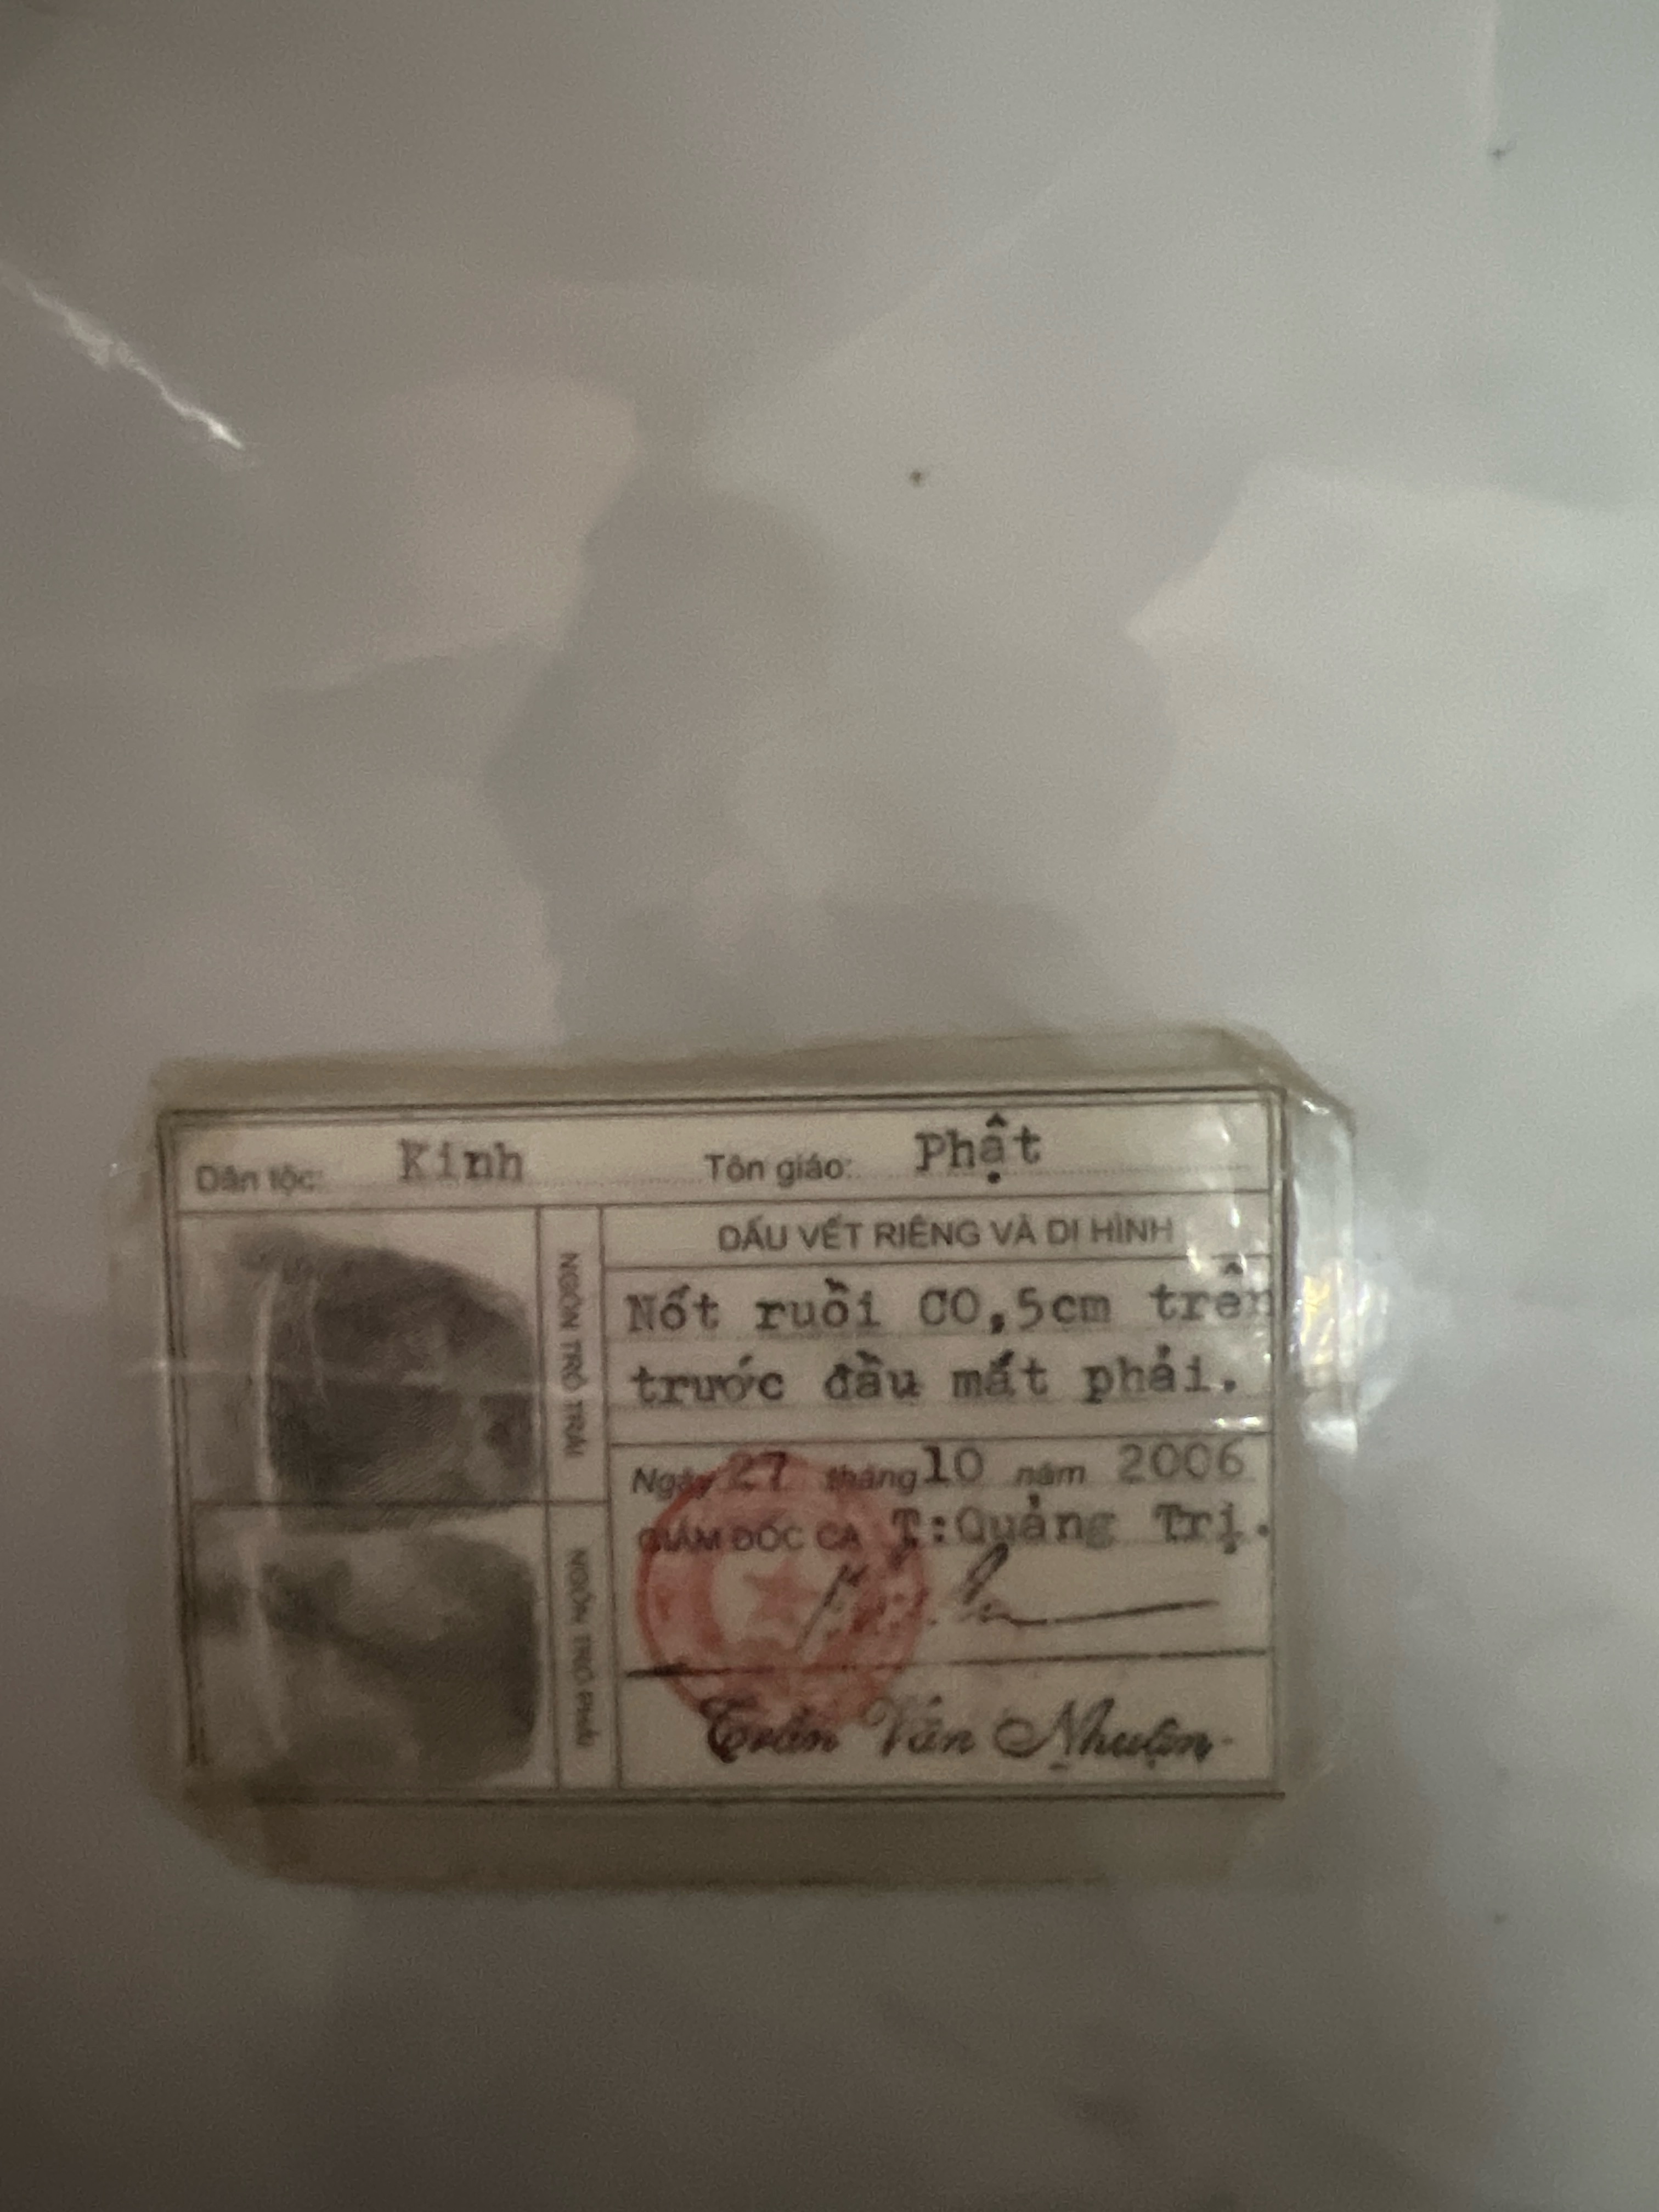 Dân tộc: Kinh Tôn giáo: Phật
DẤU VẾT RIÊNG VÀ DỊ HÌNH
NGÓN TRỎ TRÁI
Nốt ruồi C0,5cm trên
trước đầu mắt phải.
Ngày 27 tháng 10 năm 2006
GIÁM ĐỐC CA T:Quảng Trị.
NGÓN TRỎ PHẢI
Trần Văn Nhuận